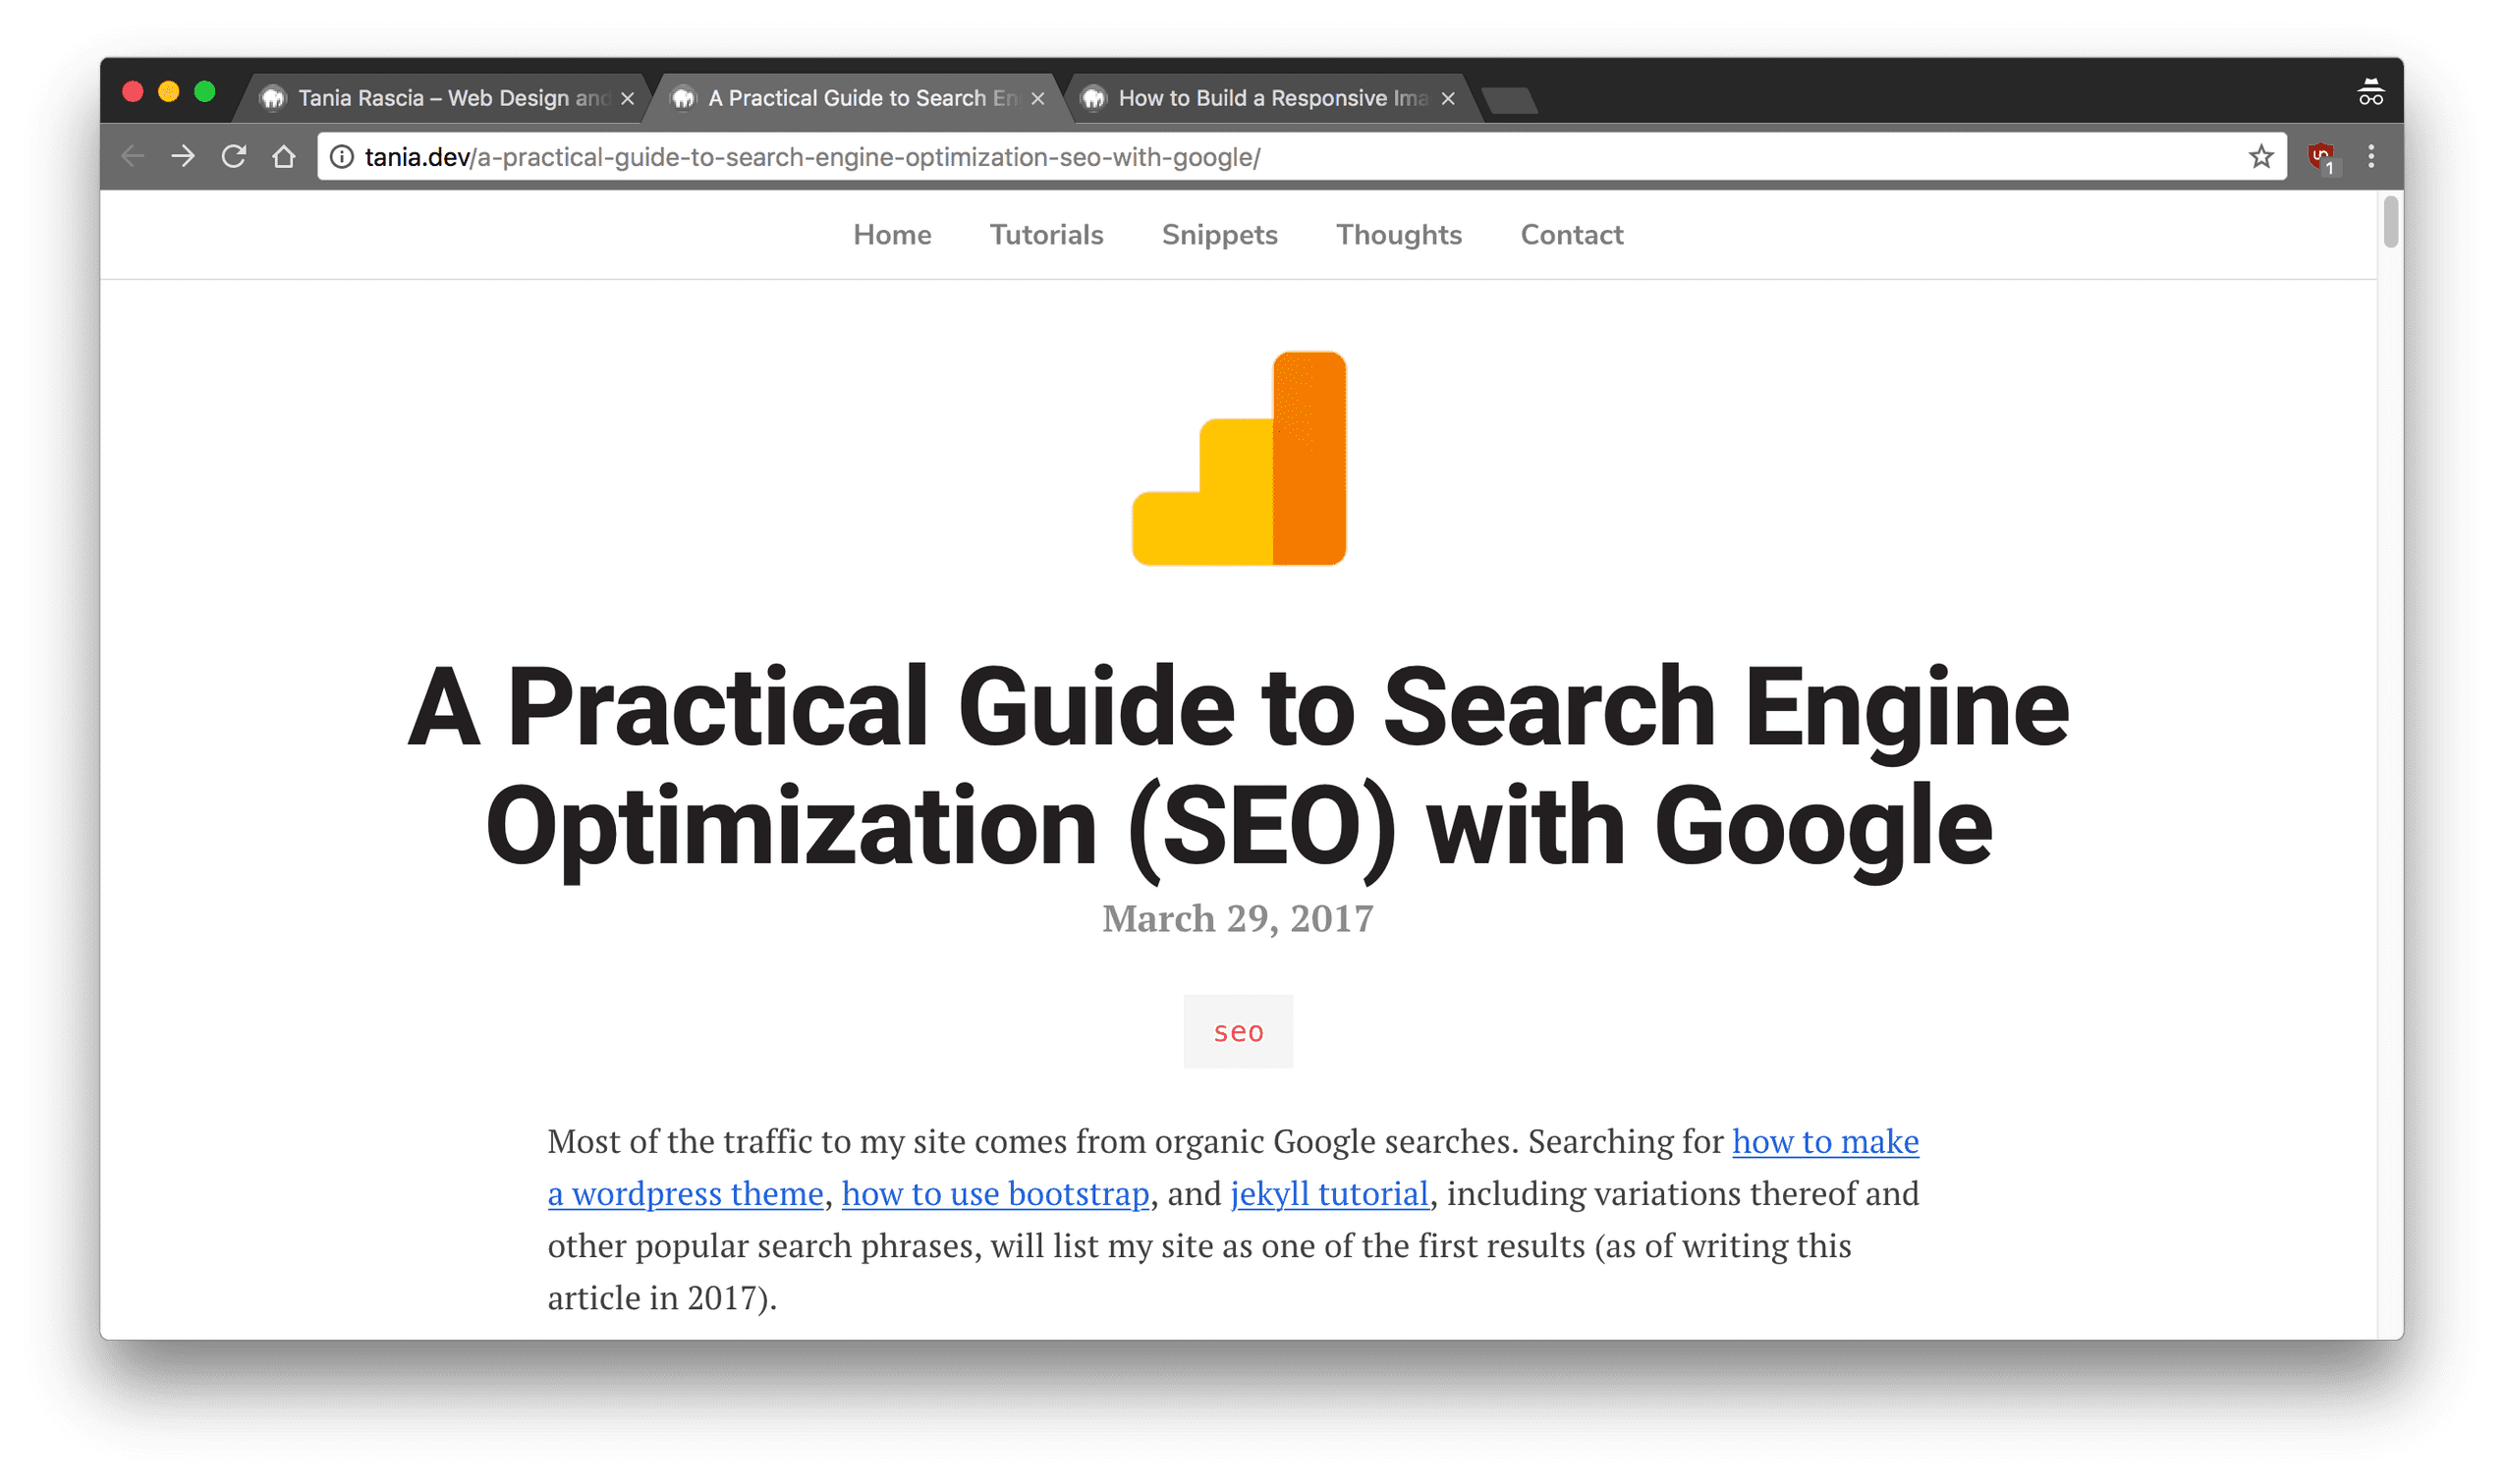 Tania Rascia – Web Design and
A Practical Guide to Search En
How to Build a Responsive Ima
tania.dev/a-practical-guide-to-search-engine-optimization-seo-with-google/
1
Home Tutorials Snippets Thoughts Contact
A Practical Guide to Search Engine
Optimization (SEO) with Google
March 29, 2017
seo
Most of the traffic to my site comes from organic Google searches. Searching for how to make
a wordpress theme, how to use bootstrap, and jekyll tutorial, including variations thereof and
other popular search phrases, will list my site as one of the first results (as of writing this
article in 2017).